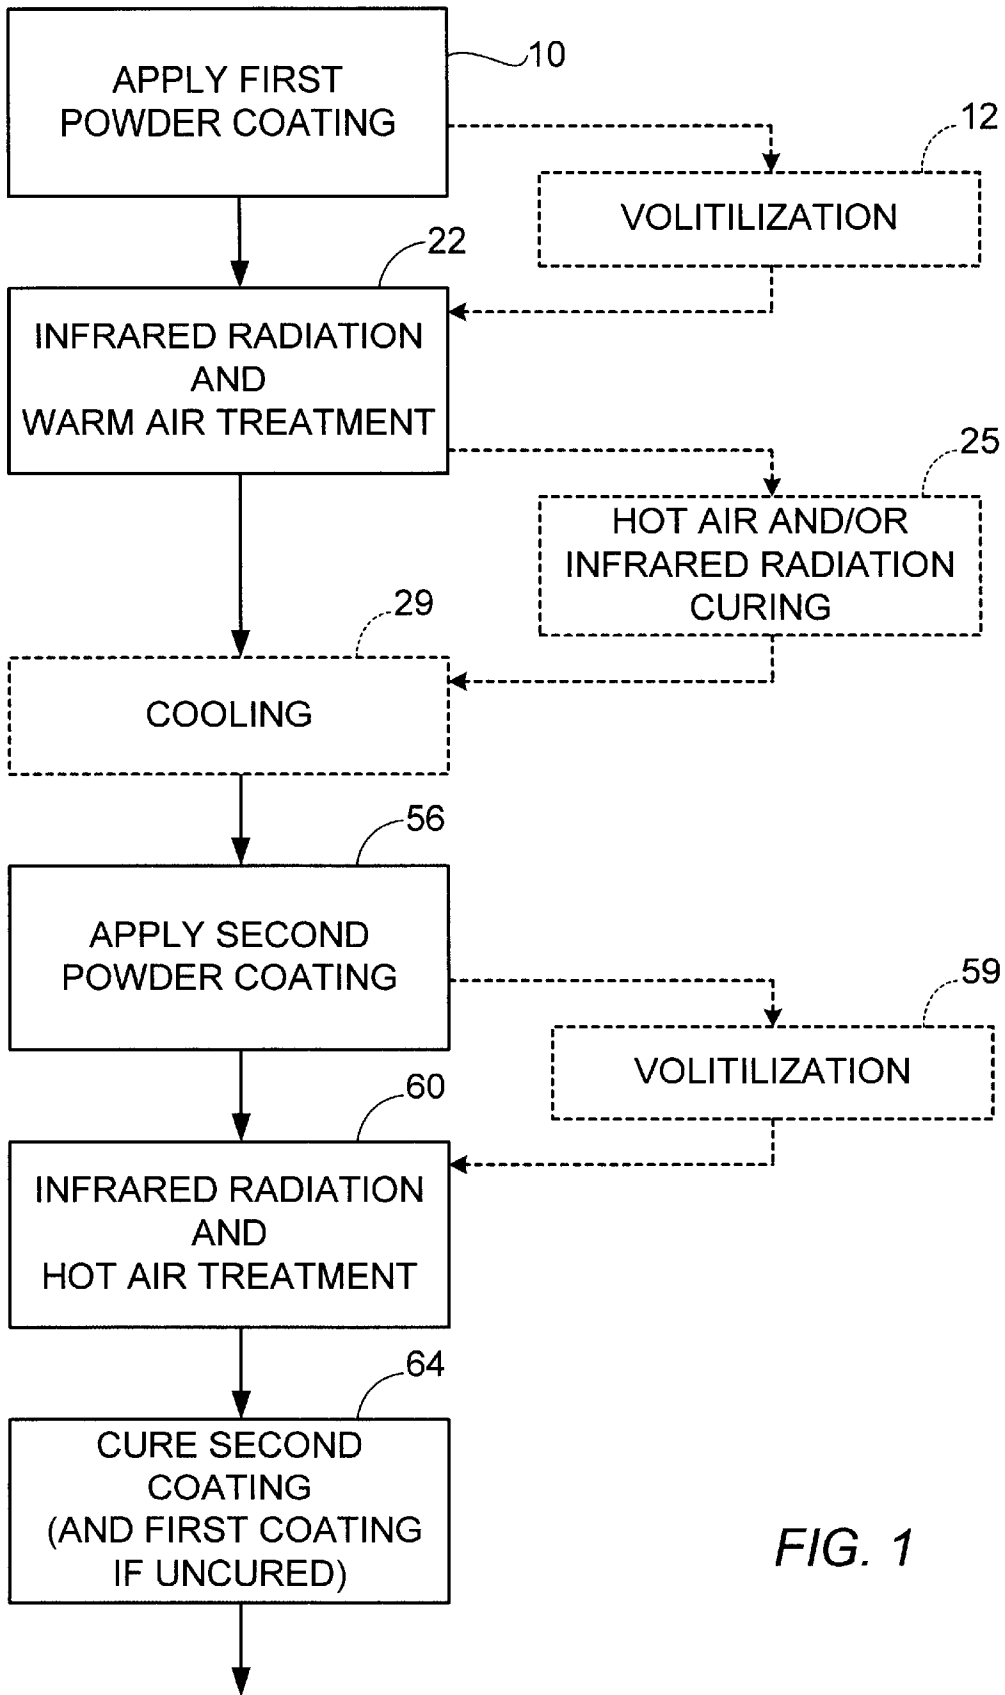 10
APPLY FIRST
POWDER COATING
12
VOLITILIZATION
22
INFRARED RADIATION
AND
WARM AIR TREATMENT
25
HOT AIR AND/OR
INFRARED RADIATION
CURING
29
COOLING
56
APPLY SECOND
POWDER COATING
59
VOLITILIZATION
60
INFRARED RADIATION
AND
HOT AIR TREATMENT
64
CURE SECOND
COATING
(AND FIRST COATING
IF UNCURED)
FIG. 1